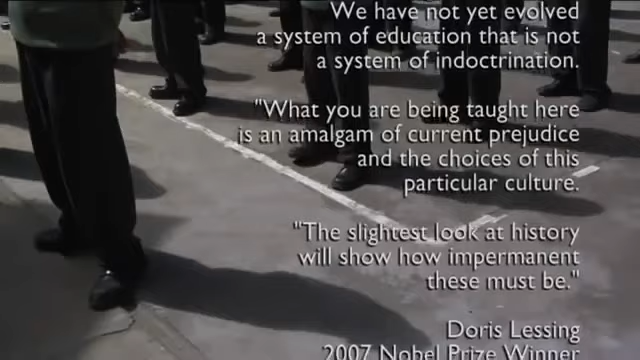 We have not yet evolved
a system of education that is not
a system of indoctrination.
"What you are being taught here
is an amalgam of current prejudice
and the choices of this
particular culture.
"The slightest look at history
will show how impermanent
these must be."
Doris Lessing
2007 Nobel Prize Winner